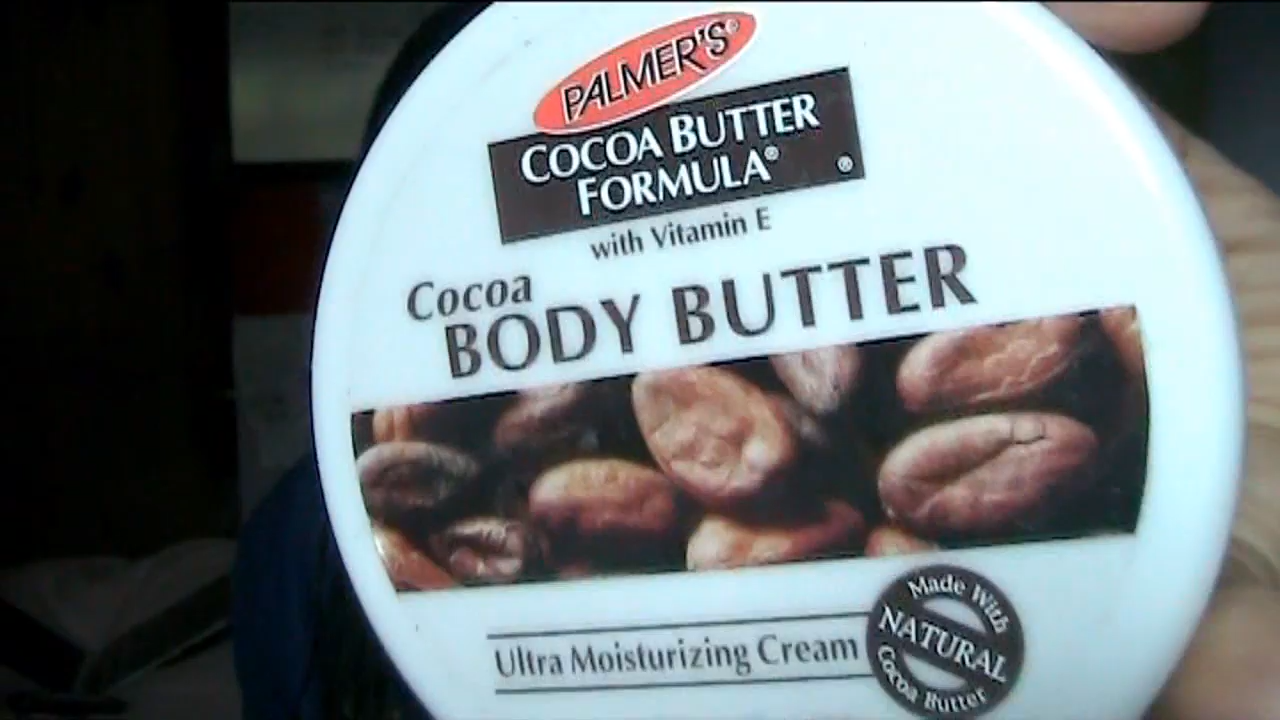 PALMER'S®
COCOA BUTTER
FORMULA®
®
with Vitamin E
Cocoa
BODY BUTTER
Ultra Moisturizing Cream
Made With
NATURAL
Cocoa Butter